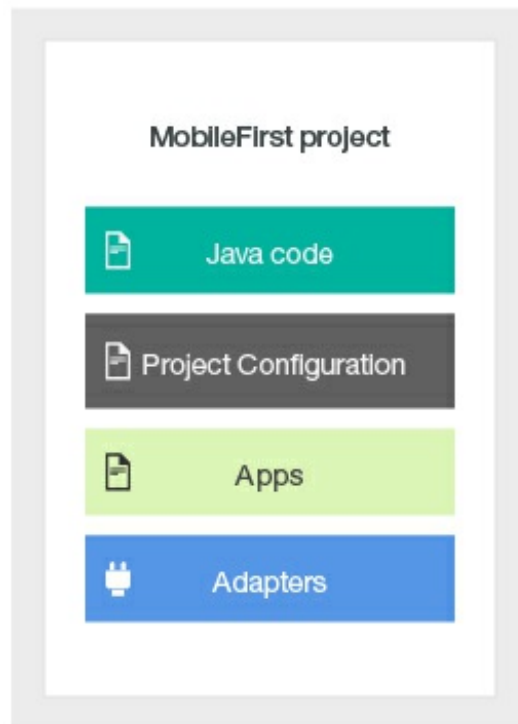 MobileFirst project
Java code
Project Configuration
Apps
Adapters